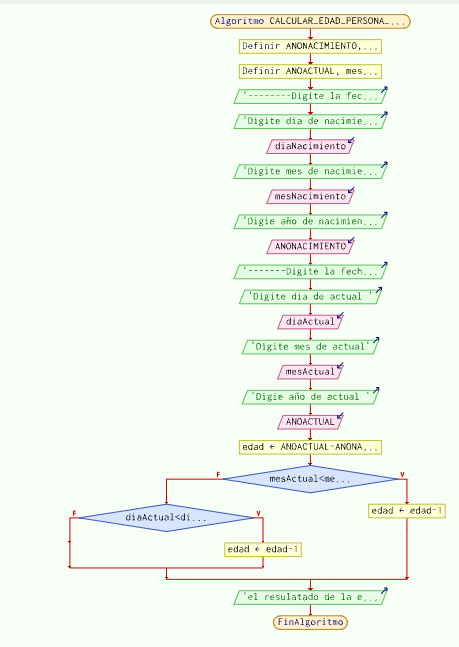 Algoritmo CALCULAR_EDAD_PERSONA_...
Definir ANONACIMIENTO,...
Definir ANOACTUAL, mes...
'--------Digite la fec...
'Digite dia de nacimie...
diaNacimiento
'Digite mes de nacimie...
mesNacimiento
'Digie año de nacimien...
ANONACIMIENTO
'-------Digite la fech...
'Digite dia de actual '
diaActual
'Digite mes de actual'
mesActual
'Digie año de actual '
ANOACTUAL
edad ← ANOACTUAL-ANONA...
F mesActual<me... V
edad ← edad-1
F diaActual<di... V
edad ← edad-1
'el resulatado de la e...
FinAlgoritmo